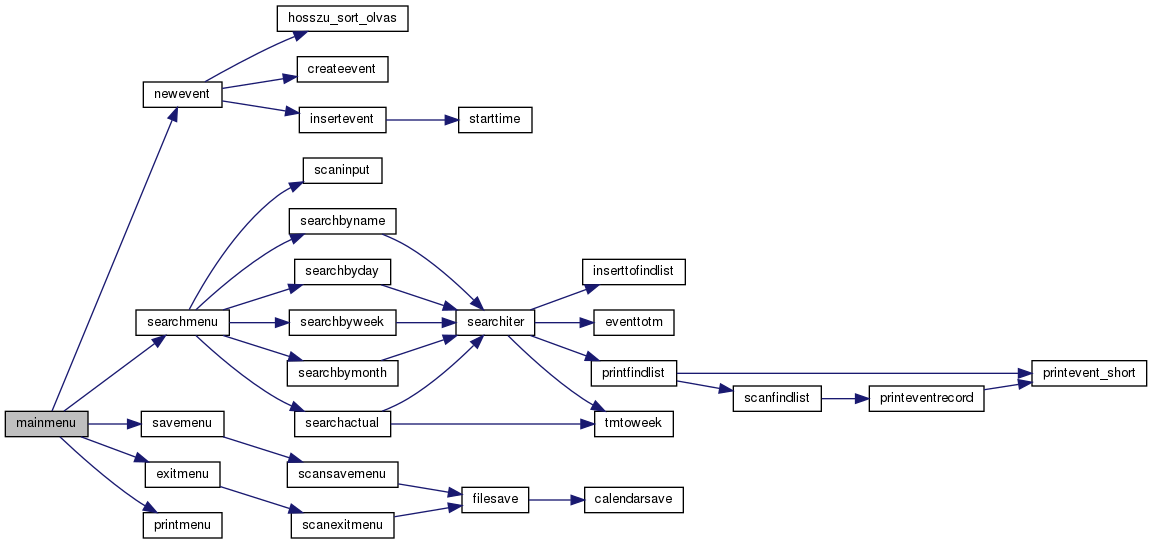 hosszu_sort_olvas
createevent
newevent
insertevent
starttime
scaninput
searchbyname
searchbyday
inserttofindlist
searchmenu
searchbyweek
searchiter
eventtotm
searchbymonth
printfindlist
printevent_short
scanfindlist
printeventrecord
mainmenu
savemenu
searchactual
tmtoweek
exitmenu
scansavemenu
filesave
calendarsave
printmenu
scanexitmenu